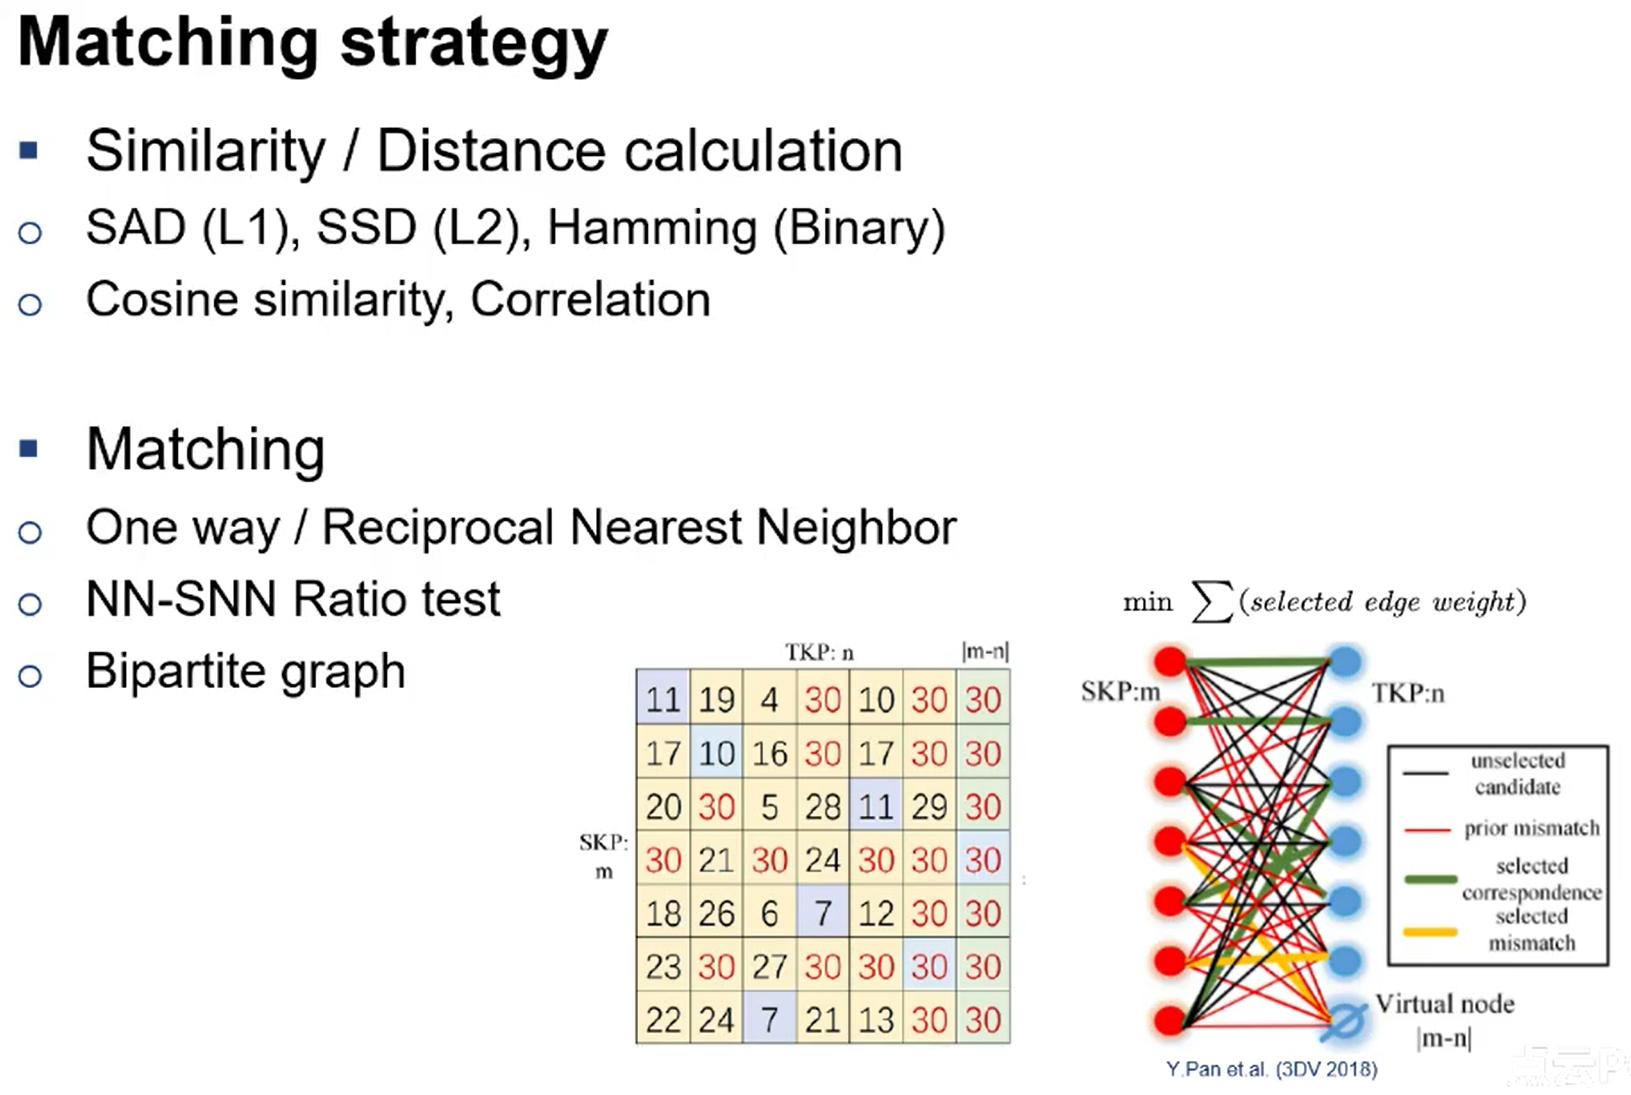 Matching strategy
Similarity / Distance calculation
SAD (L1), SSD (L2), Hamming (Binary)
Cosine similarity, Correlation
Matching
One way / Reciprocal Nearest Neighbor
NN-SNN Ratio test
Bipartite graph
TKP: n |m-n|
11 19 4 30 10 30 30
17 10 16 30 17 30 30
20 30 5 28 11 29 30
SKP:
m
30 21 30 24 30 30 30
18 26 6 7 12 30 30
23 30 27 30 30 30 30
22 24 7 21 13 30 30
min ∑(selected edge weight)
SKP:m
TKP:n
unselected
candidate
prior mismatch
selected
correspondence
selected
mismatch
Virtual node
|m-n|
Y.Pan et.al. (3DV 2018)